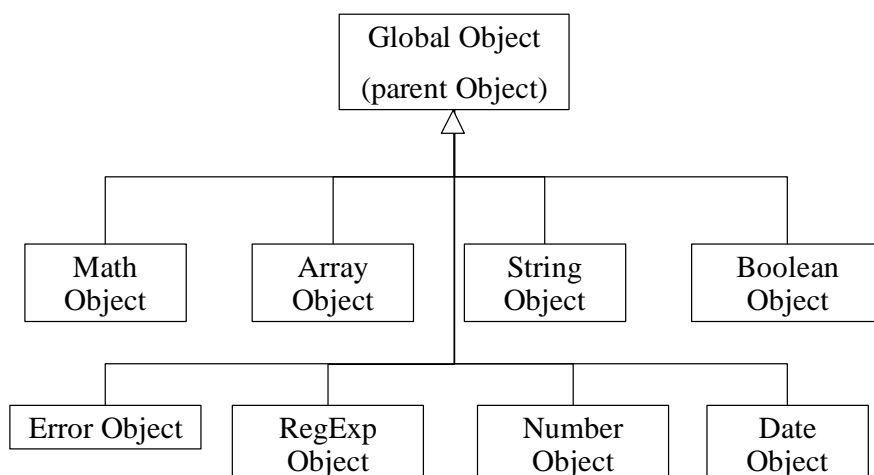 Global Object
(parent Object)
Math
Object
Array
Object
String
Object
Boolean
Object
Error Object
RegExp
Object
Number
Object
Date
Object